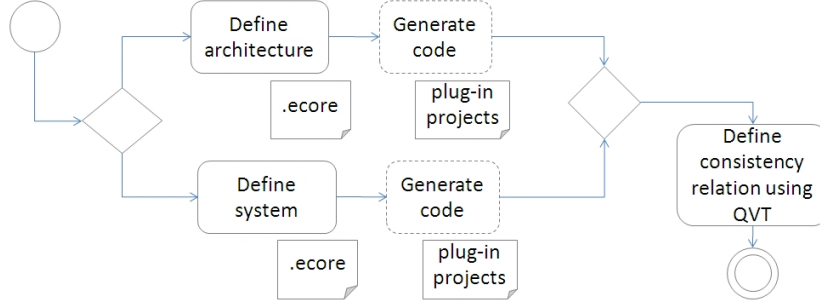 Define
architecture
Generate
code
.ecore
plug-in
projects
Define
system
Generate
code
.ecore
plug-in
projects
Define
consistency
relation using
QVT